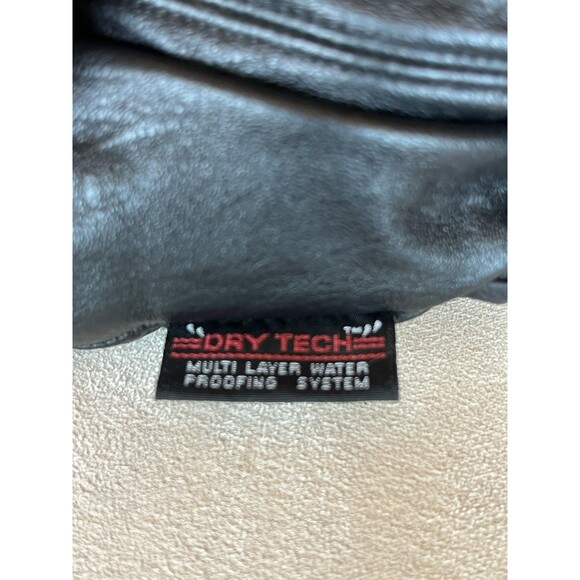 "DRY TECH™"
MULTI LAYER WATER
PROOFING SYSTEM